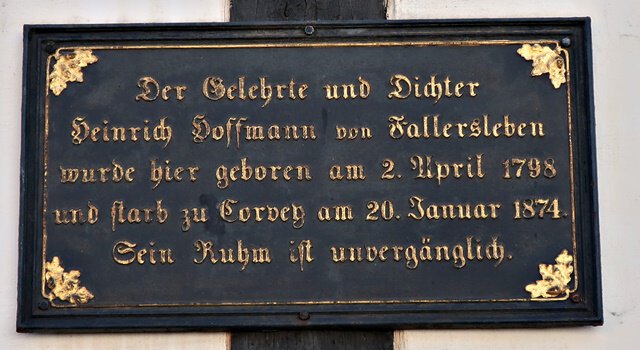 Der Gelehrte und Dichter
Heinrich Hoffmann von Fallersleben
wurde hier geboren am 2. April 1798
und starb zu Corvey am 20. Januar 1874.
Sein Ruhm ist unvergänglich.